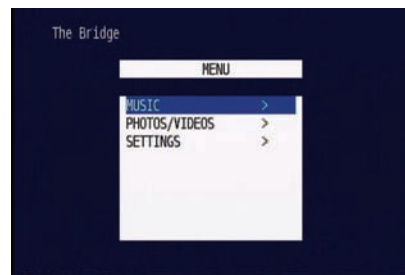 The Bridge
MENU
MUSIC >
PHOTOS/VIDEOS >
SETTINGS >